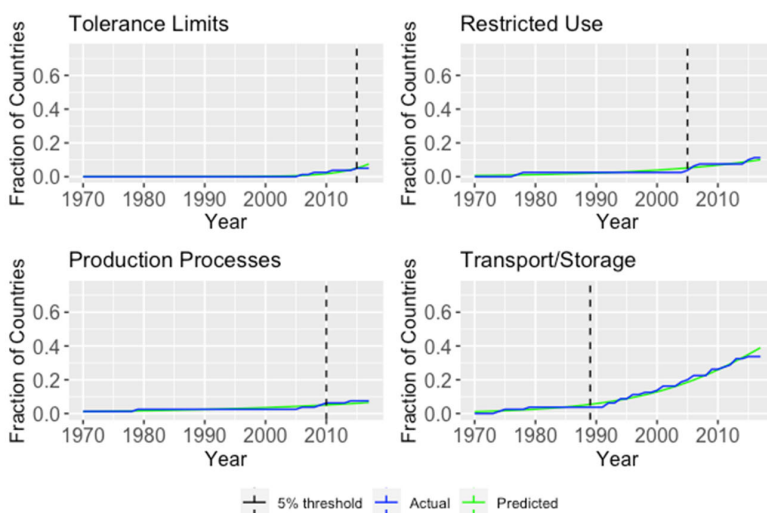 Tolerance Limits
Fraction of Countries
0.6
0.4
0.2
0.0
1970 1980 1990 2000 2010
Year
Restricted Use
Fraction of Countries
0.6
0.4
0.2
0.0
1970 1980 1990 2000 2010
Year
Production Processes
Fraction of Countries
0.6
0.4
0.2
0.0
1970 1980 1990 2000 2010
Year
Transport/Storage
Fraction of Countries
0.6
0.4
0.2
0.0
1970 1980 1990 2000 2010
Year
5% threshold Actual Predicted